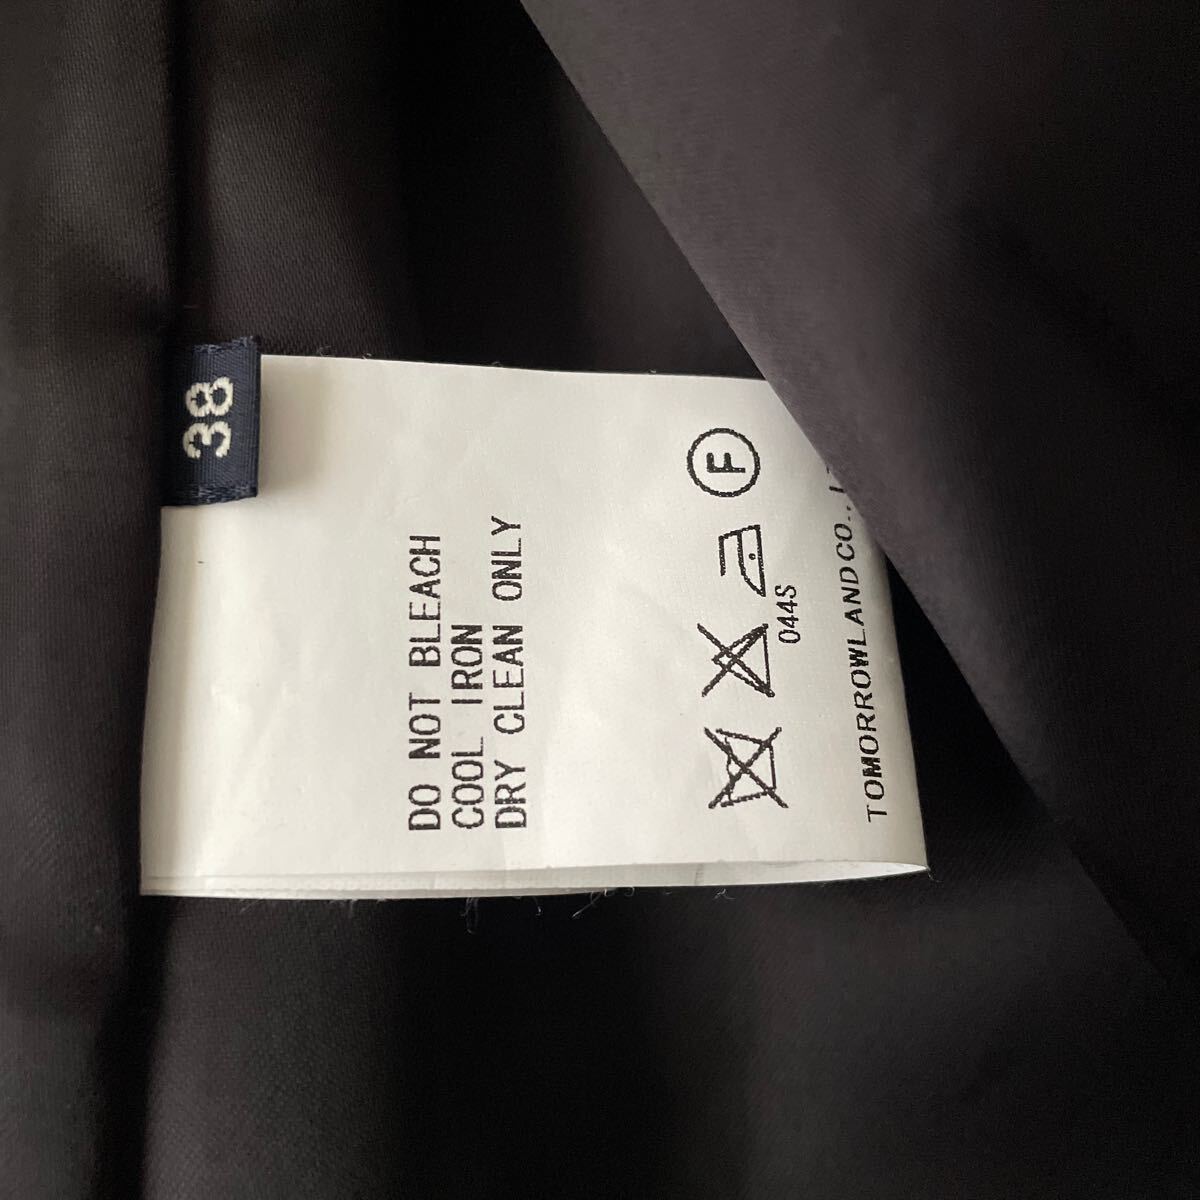 38
DO NOT BLEACH
COOL IRON
DRY CLEAN ONLY
F
044S
TOMORROWLAND CO.,